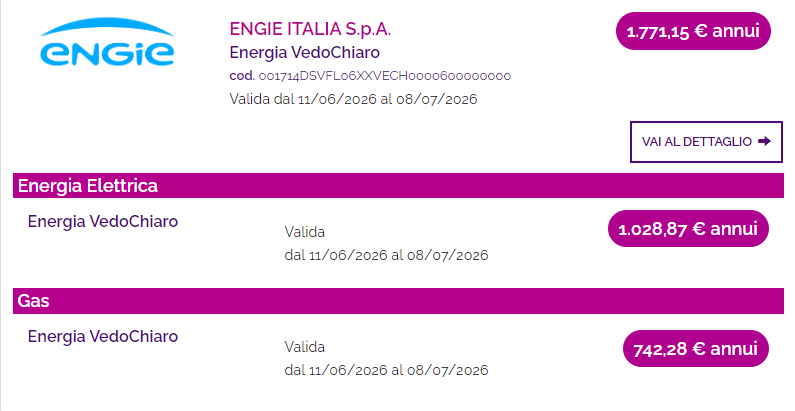 ENGIE
ENGIE ITALIA S.p.A.
1.771,15 € annui
Energia VedoChiaro
cod. 001714DSVFL06XXVECH0000600000000
Valida dal 11/06/2026 al 08/07/2026
VAI AL DETTAGLIO
Energia Elettrica
Energia VedoChiaro
1.028,87 € annui
Valida
dal 11/06/2026 al 08/07/2026
Gas
Energia VedoChiaro
742,28 € annui
Valida
dal 11/06/2026 al 08/07/2026